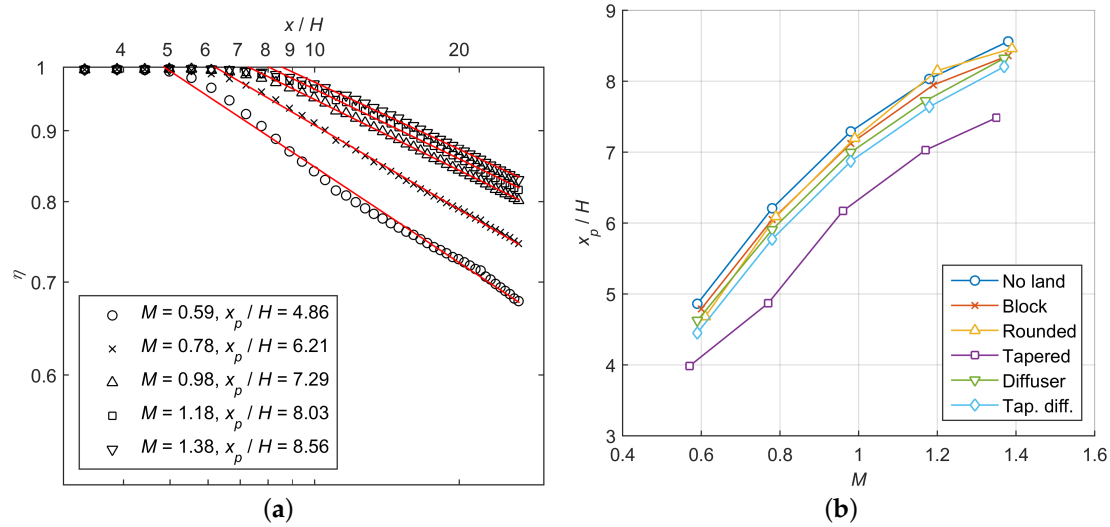 x / H
4 5 6 7 8 9 10 20
1
0.9
0.8
0.7
0.6
η
M = 0.59, x_p / H = 4.86
M = 0.78, x_p / H = 6.21
M = 0.98, x_p / H = 7.29
M = 1.18, x_p / H = 8.03
M = 1.38, x_p / H = 8.56
(a)
9
8
7
6
5
4
3
x_p / H
No land
Block
Rounded
Tapered
Diffuser
Tap. diff.
0.4 0.6 0.8 1 1.2 1.4 1.6
M
(b)